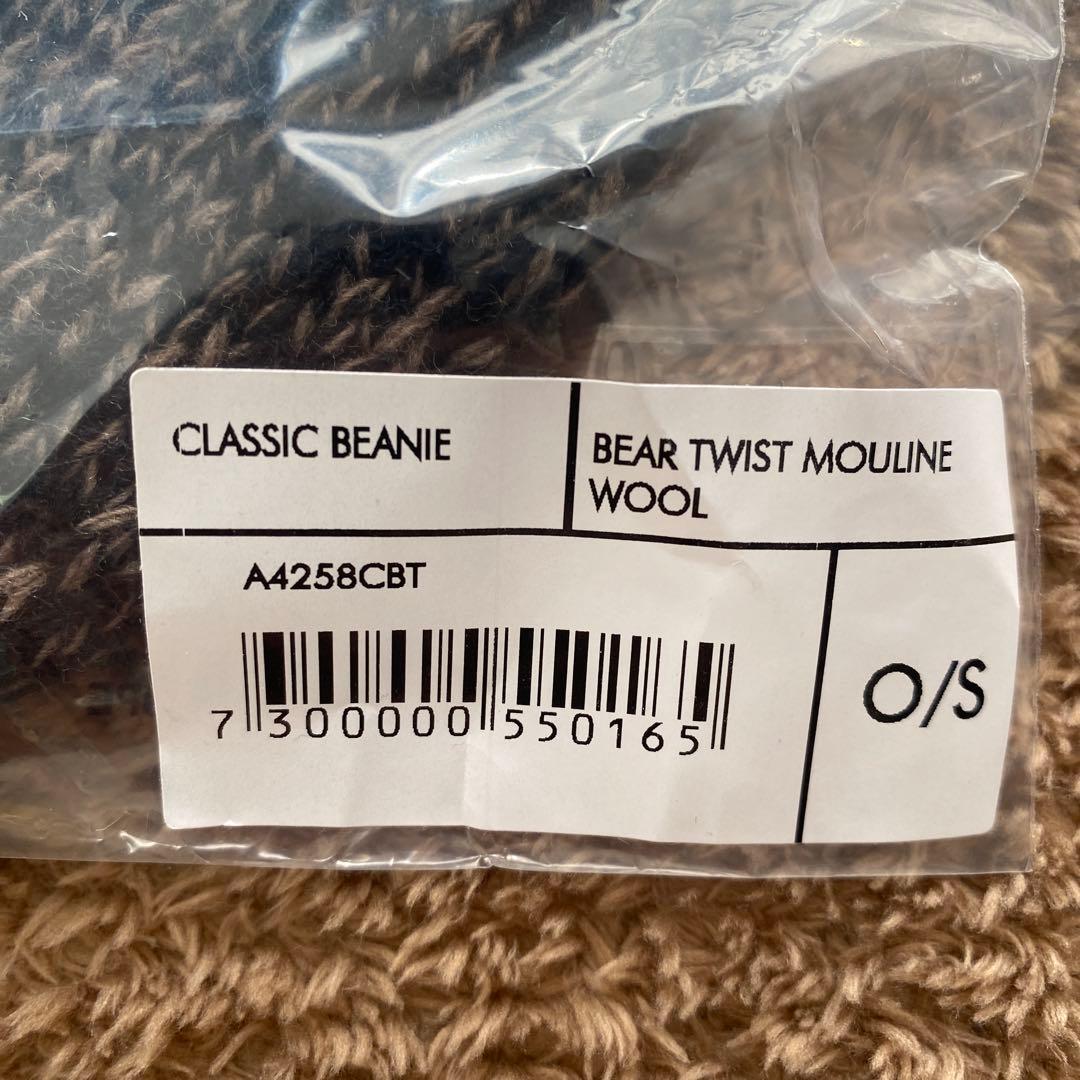 CLASSIC BEANIE
BEAR TWIST MOULINE
WOOL
A4258CBT
7 300000 550165
O/S